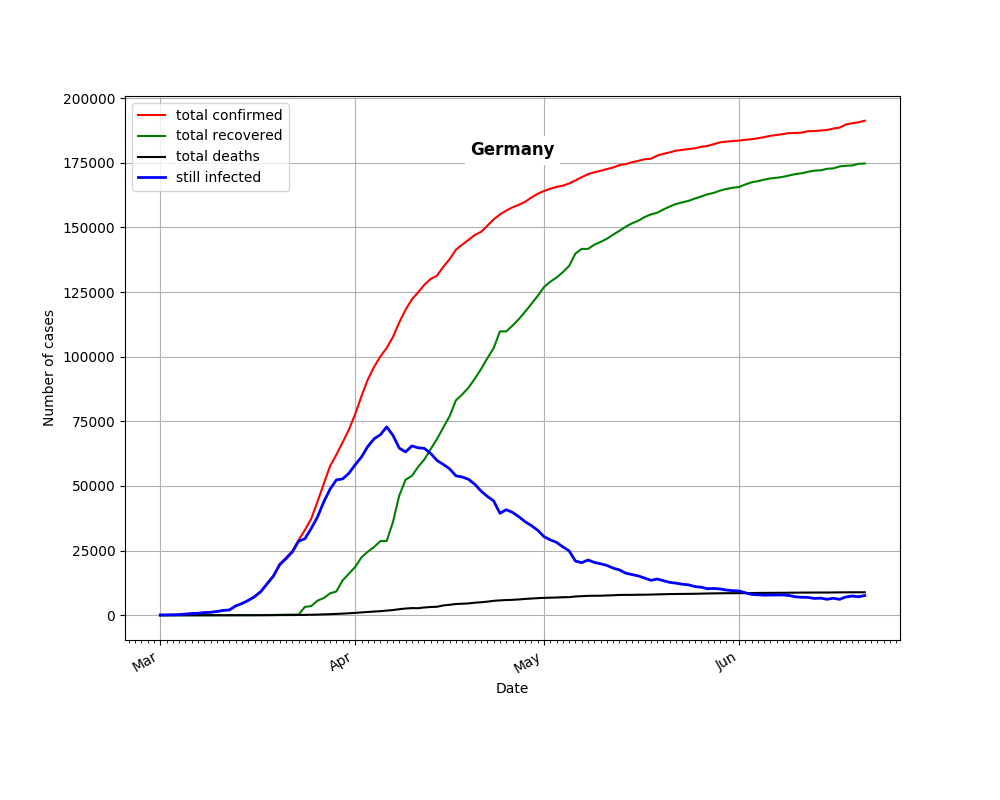 200000
175000
150000
125000
100000
75000
50000
25000
0
Number of cases
total confirmed
total recovered
total deaths
still infected
Germany
Mar
Apr
May
Jun
Date